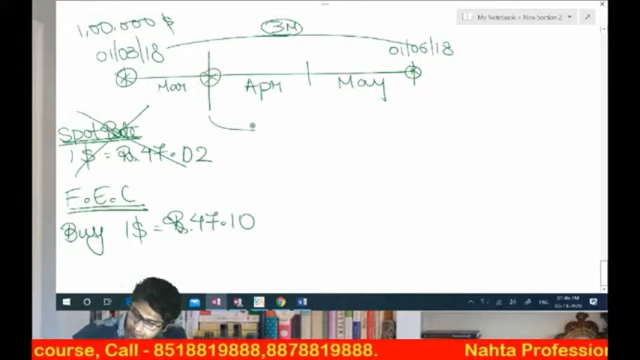 My Notebook • New Section 2
1,00,000 $
3M
01/03/18
01/06/18
Mar
Apr
May
Spot Rate
1 $ = Rs.47.02
F.E.C
Buy 1$ = Rs.47.10
ENG
course, Call - 8518819888,8878819888.
Nahta Profession